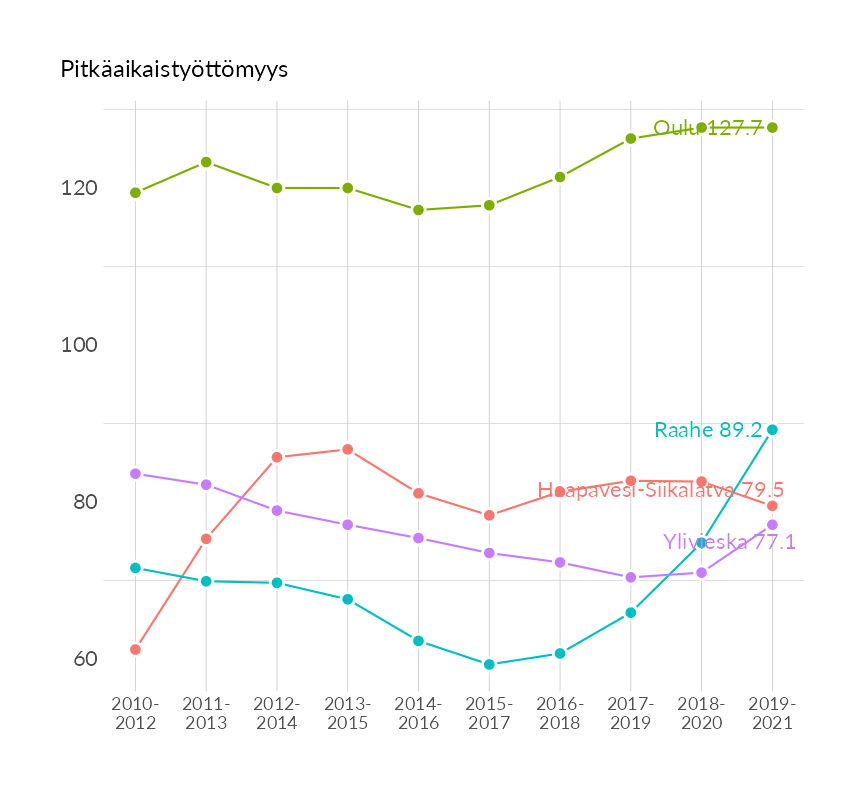 Pitkäaikaistyöttömyys
Oulu 127.7
120
100
Raahe 89.2
Haapavesi-Siikalatva 79.5
80
Ylivieska 77.1
60
2010- 2011- 2012- 2013- 2014- 2015- 2016- 2017- 2018- 2019-
2012 2013 2014 2015 2016 2017 2018 2019 2020 2021